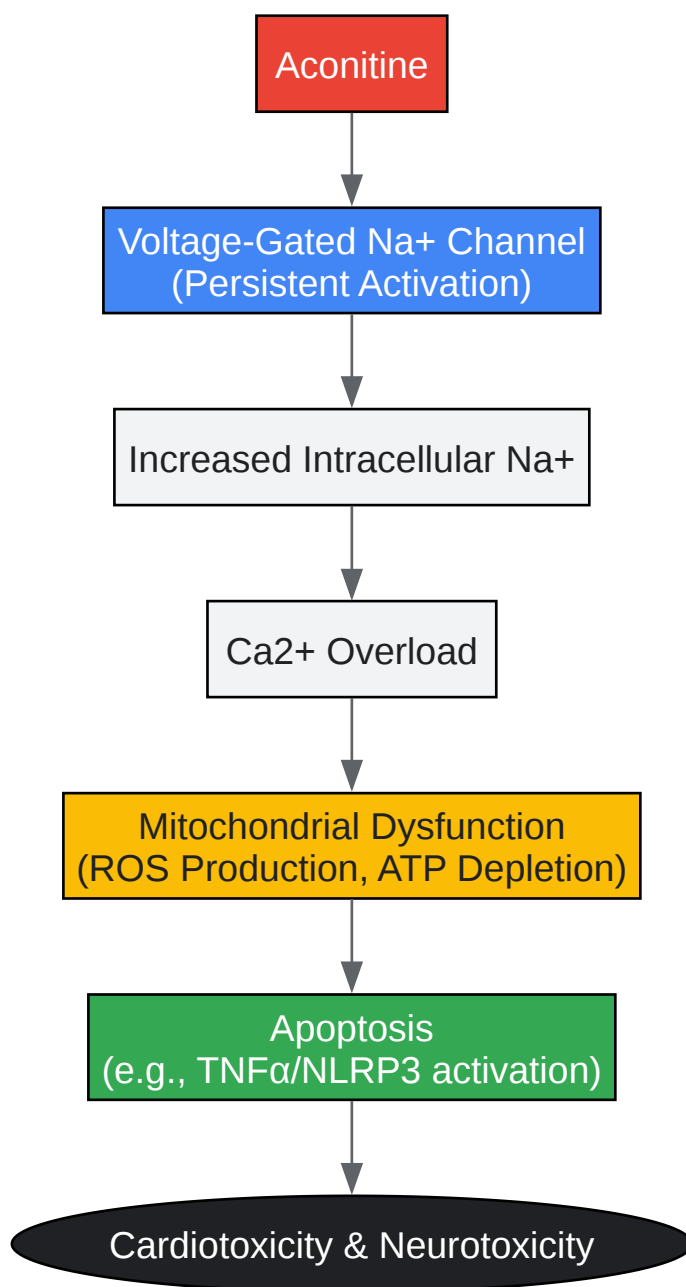 Aconitine
Voltage-Gated Na+ Channel
(Persistent Activation)
Increased Intracellular Na+
Ca2+ Overload
Mitochondrial Dysfunction
(ROS Production, ATP Depletion)
Apoptosis
(e.g., TNFα/NLRP3 activation)
Cardiotoxicity & Neurotoxicity